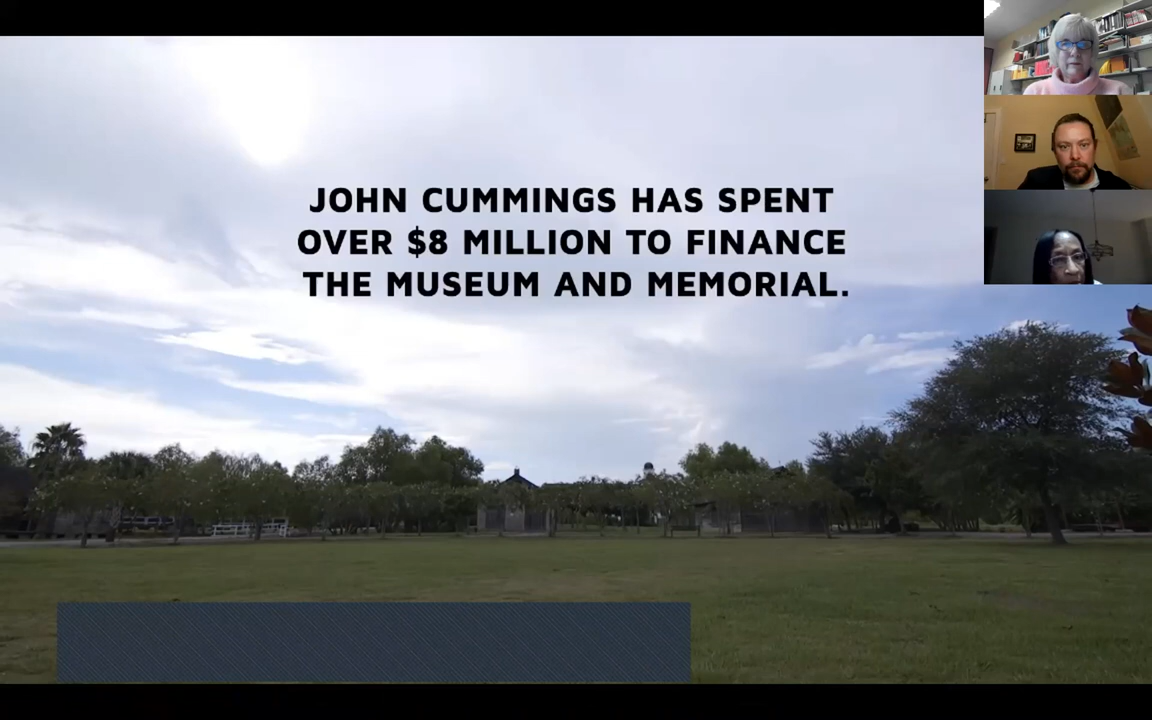 JOHN CUMMINGS HAS SPENT
OVER $8 MILLION TO FINANCE
THE MUSEUM AND MEMORIAL.